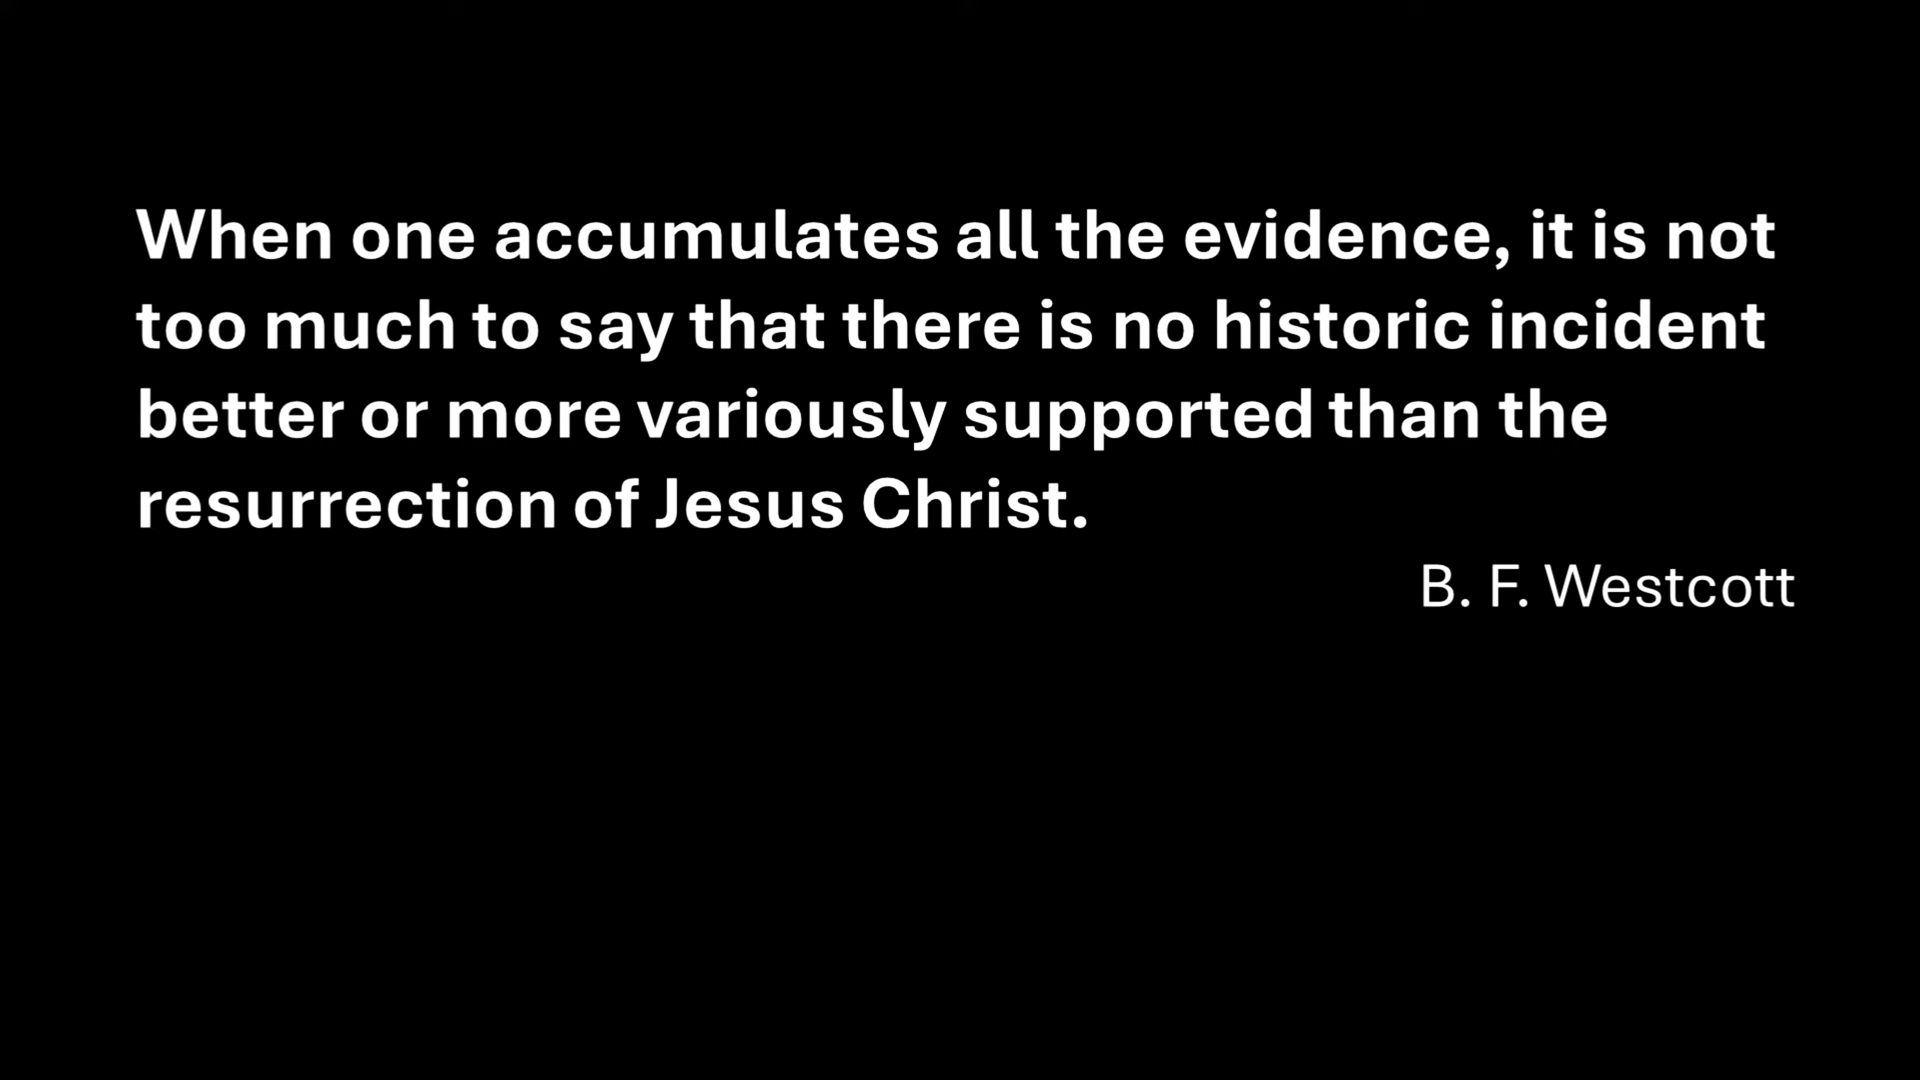 When one accumulates all the evidence, it is not
too much to say that there is no historic incident
better or more variously supported than the
resurrection of Jesus Christ.
B. F. Westcott